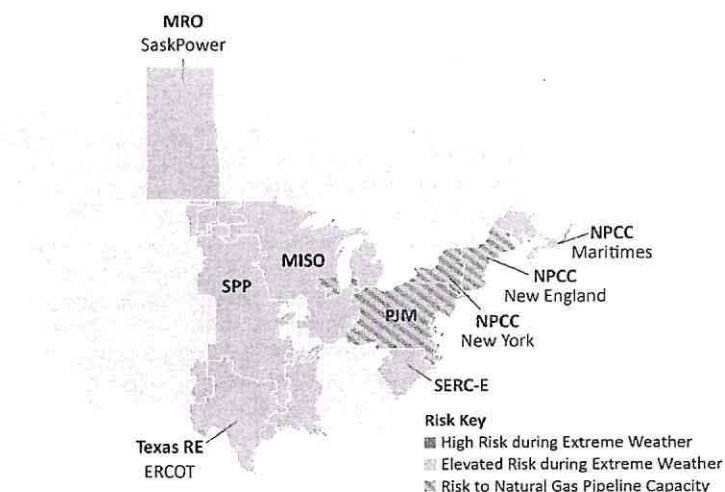 MRO
SaskPower
NPCC
Maritimes
MISO
NPCC
New England
SPP
PJM
NPCC
New York
SERC-E
Texas RE
ERCOT
Risk Key
High Risk during Extreme Weather
Elevated Risk during Extreme Weather
Risk to Natural Gas Pipeline Capacity